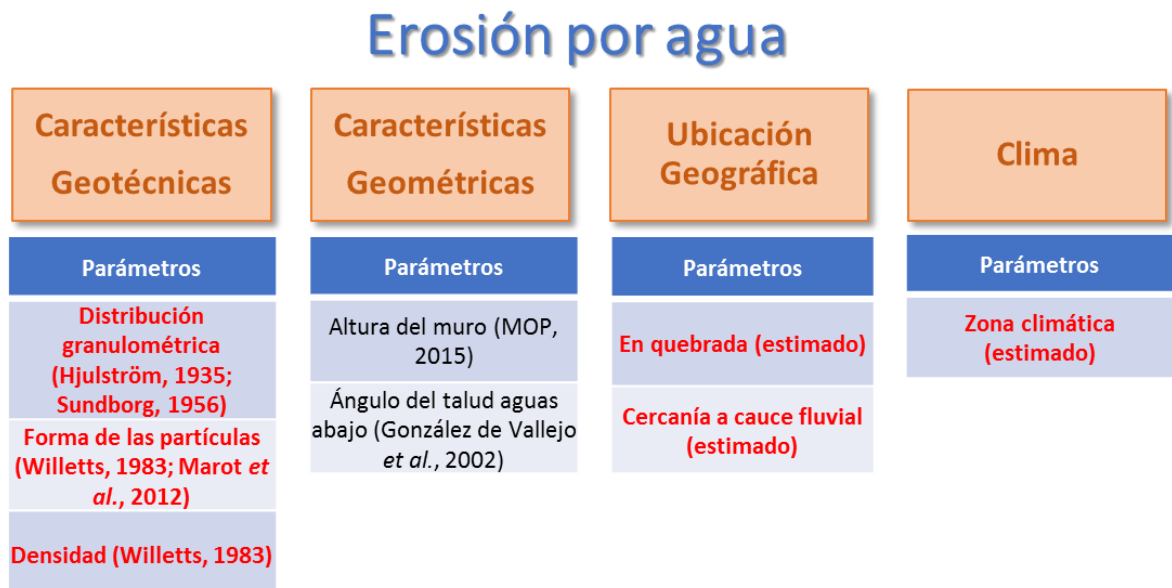 Erosión por agua
Características
Geotécnicas
Parámetros
Distribución
granulométrica
(Hjulström, 1935;
Sundborg, 1956)
Forma de las partículas
(Willetts, 1983; Marot et
al., 2012)
Densidad (Willetts, 1983)
Características
Geométricas
Parámetros
Altura del muro (MOP,
2015)
Ángulo del talud aguas
abajo (González de Vallejo
et al., 2002)
Ubicación
Geográfica
Parámetros
En quebrada (estimado)
Cercanía a cauce fluvial
(estimado)
Clima
Parámetros
Zona climática
(estimado)